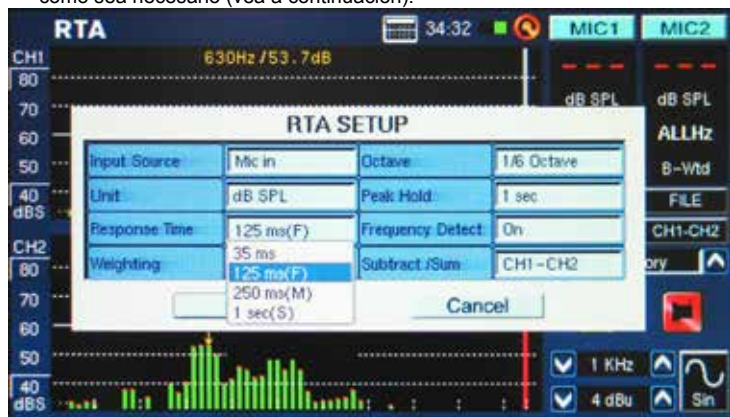 como sea necesario (vea a continuación).
RTA 34:32 MIC1 MIC2
CH1 630Hz/53.7dB
80
dB SPL dB SPL
70
RTA SETUP
60 ALLHz
Input Source Mic in Octave 1/6 Octave
50 B-Wtd
Unit dB SPL Peak Hold 1 sec
40 FILE
dBS
Response Time 125 ms(F) Frequency Detect On
CH1-CH2
CH2
35 ms
Weighting 125 ms(F) Subtract/Sum CH1-CH2
80 ory
250 ms(M)
70 Cancel
1 sec(S)
60
50 1 KHz
40
dBS 4 dBu Sin